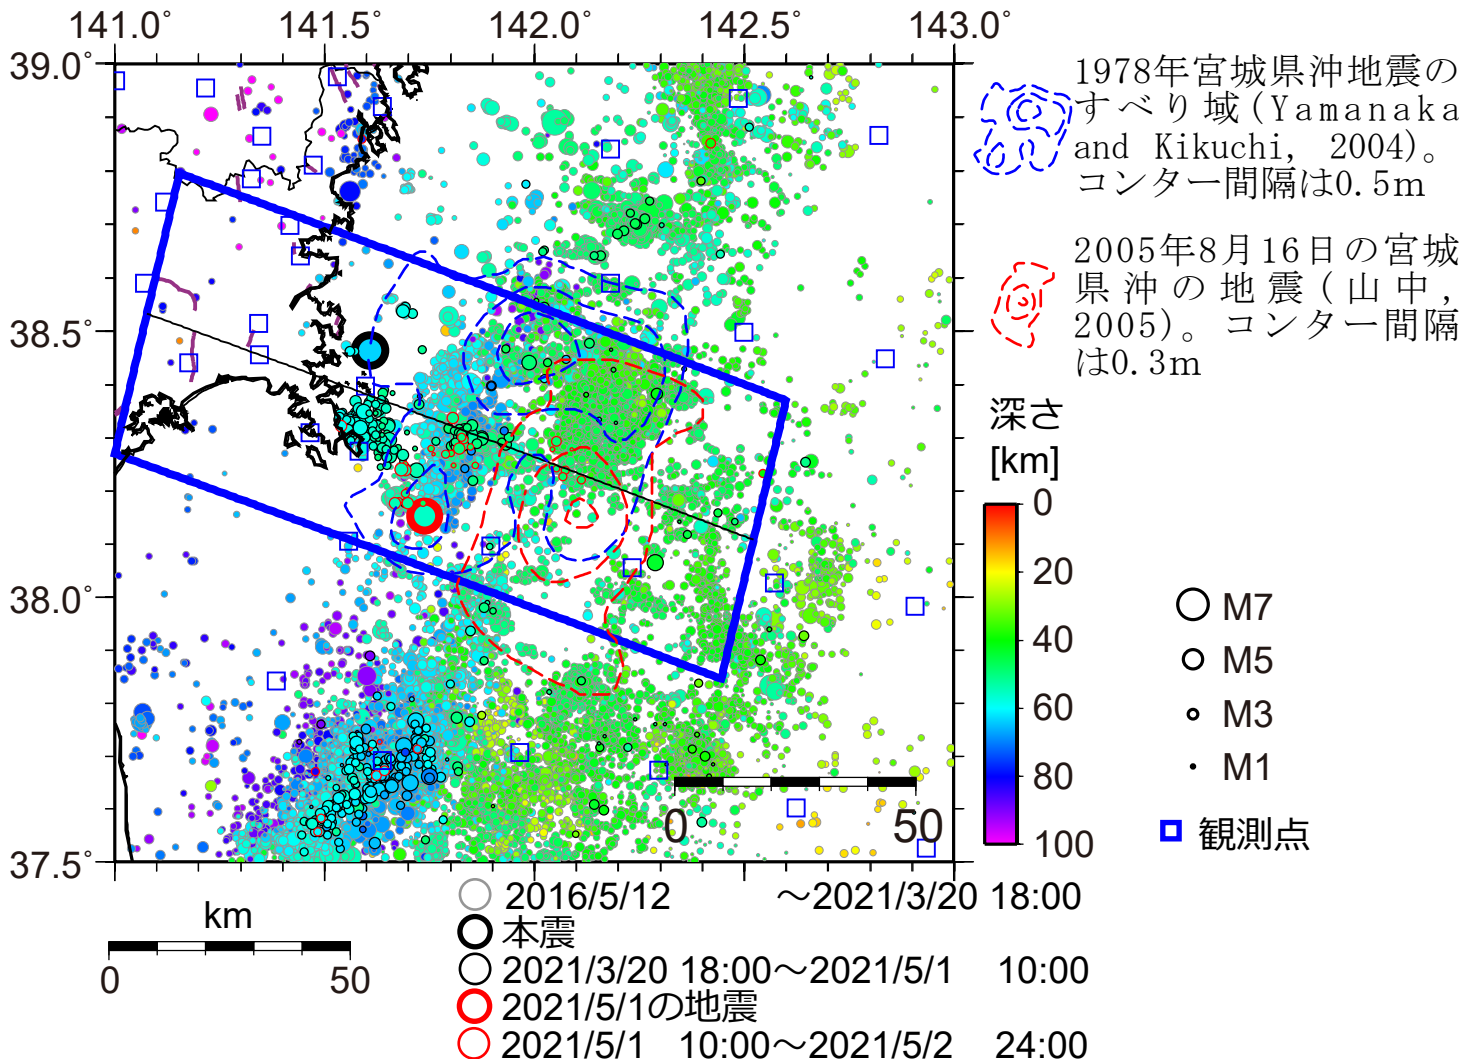 141.0° 141.5° 142.0° 142.5° 143.0°
39.0°
38.5°
38.0°
37.5°
1978年宮城県沖地震の
すべり域(Yamanaka
and Kikuchi, 2004)。
コンター間隔は0.5m
2005年8月16日の宮城
県沖の地震(山中,
2005)。コンター間隔
は0.3m
深さ
[km]
0
20
40
60
80
100
M7
M5
M3
M1
観測点
0 50
km
0 50
2016/5/12 ～2021/3/20 18:00
本震
2021/3/20 18:00～2021/5/1 10:00
2021/5/1の地震
2021/5/1 10:00～2021/5/2 24:00